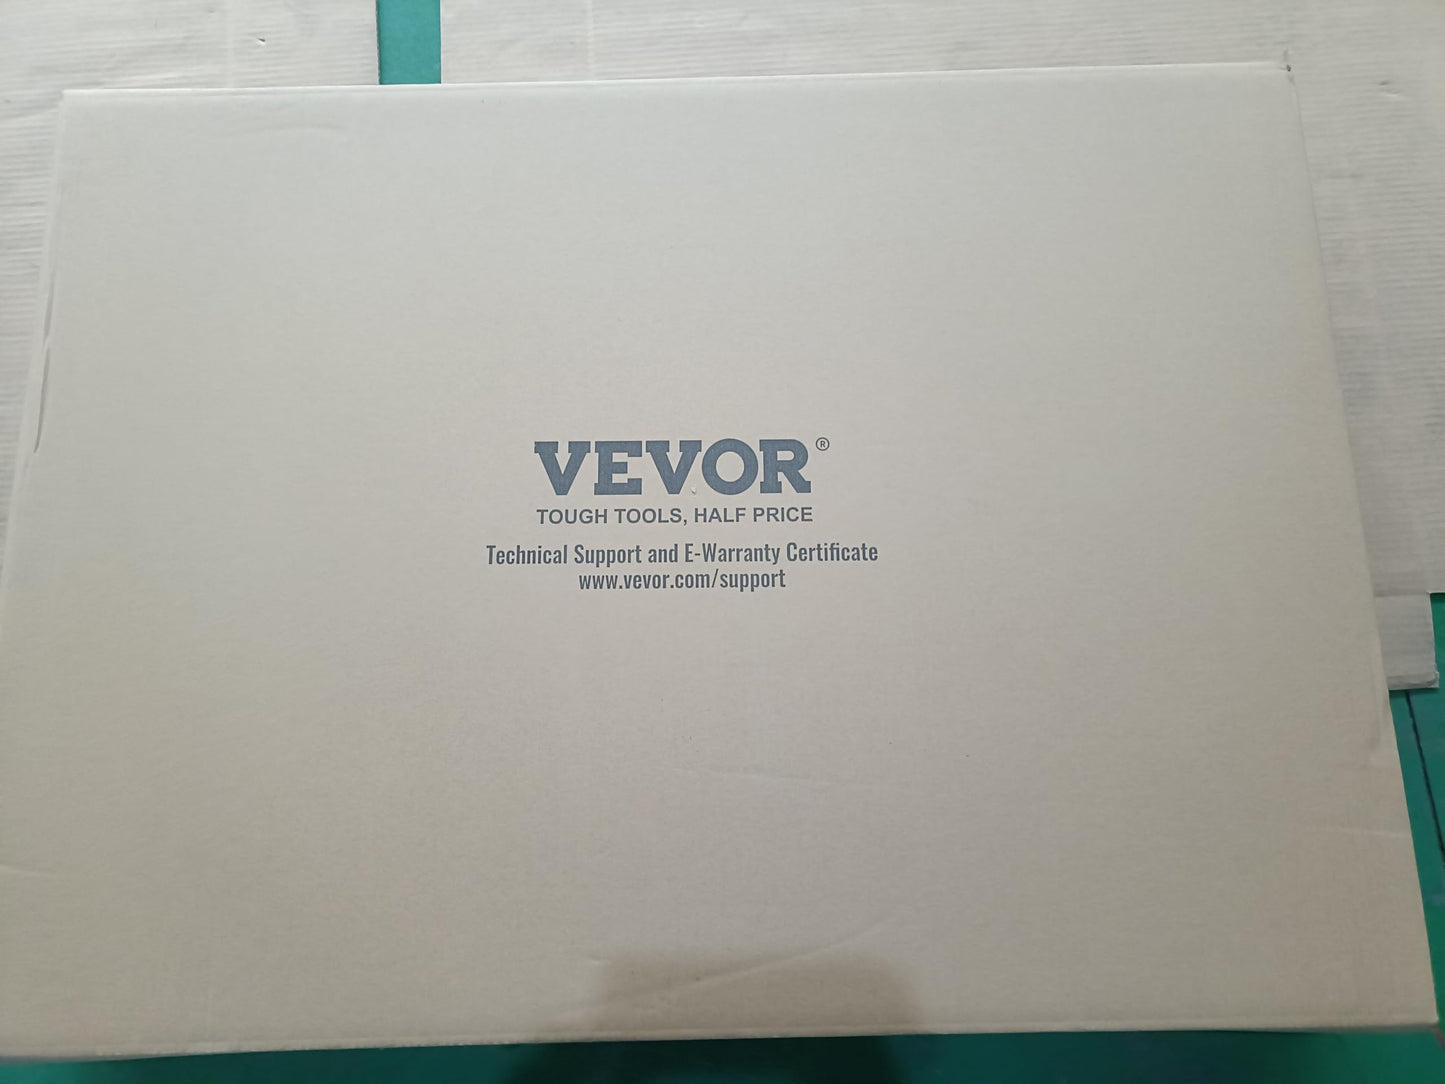 VEVOR®
TOUGH TOOLS, HALF PRICE
Technical Support and E-Warranty Certificate
www.vevor.com/support